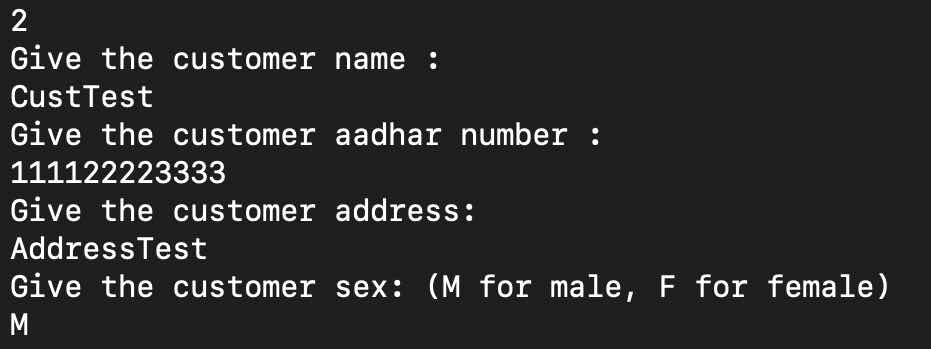 2
Give the customer name :
CustTest
Give the customer aadhar number :
111122223333
Give the customer address:
AddressTest
Give the customer sex: (M for male, F for female)
M